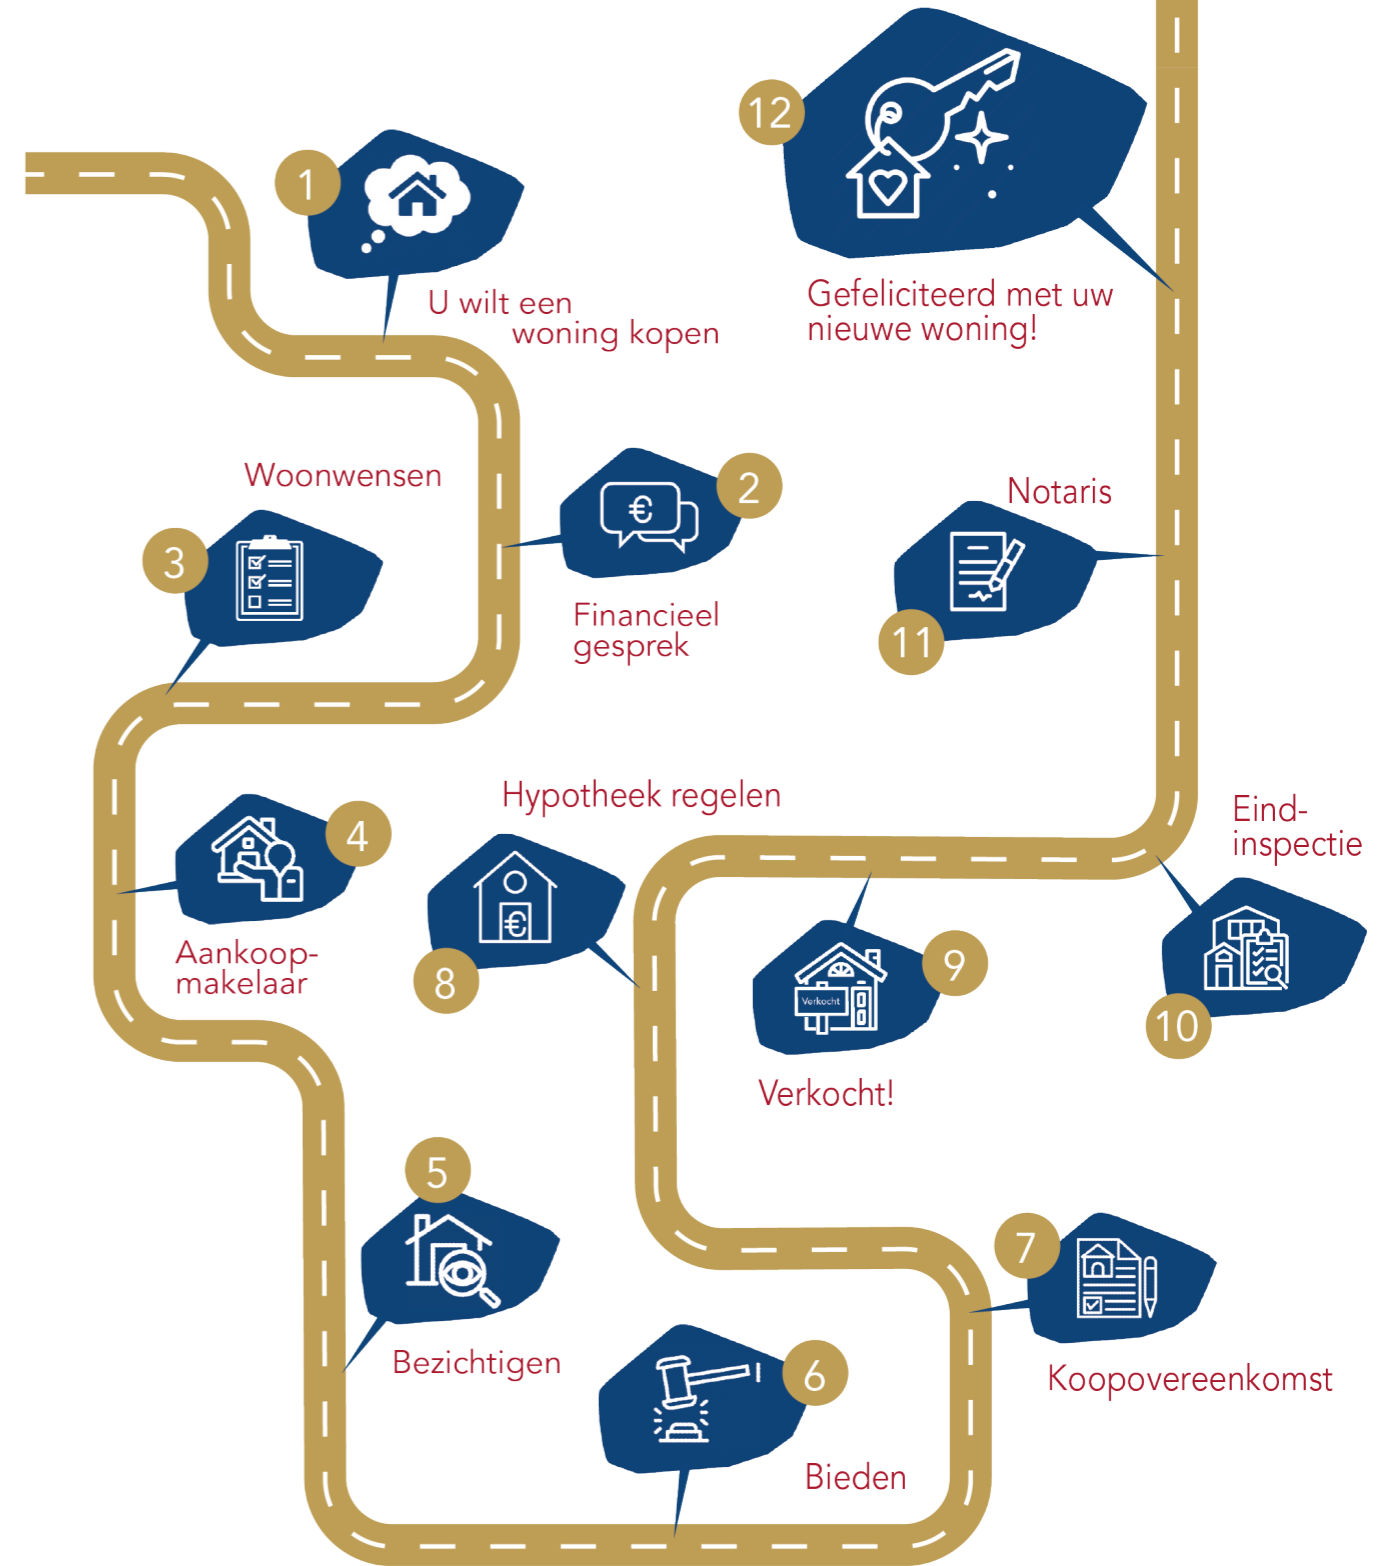 1
U wilt een
woning kopen
2
€
Financieel
gesprek
Woonwensen
3
4
Aankoop-
makelaar
5
Bezichtigen
6
Bieden
7
Koopovereenkomst
Hypotheek regelen
€
8
9
Verkocht
Verkocht!
Eind-
inspectie
10
Notaris
11
12
Gefeliciteerd met uw
nieuwe woning!